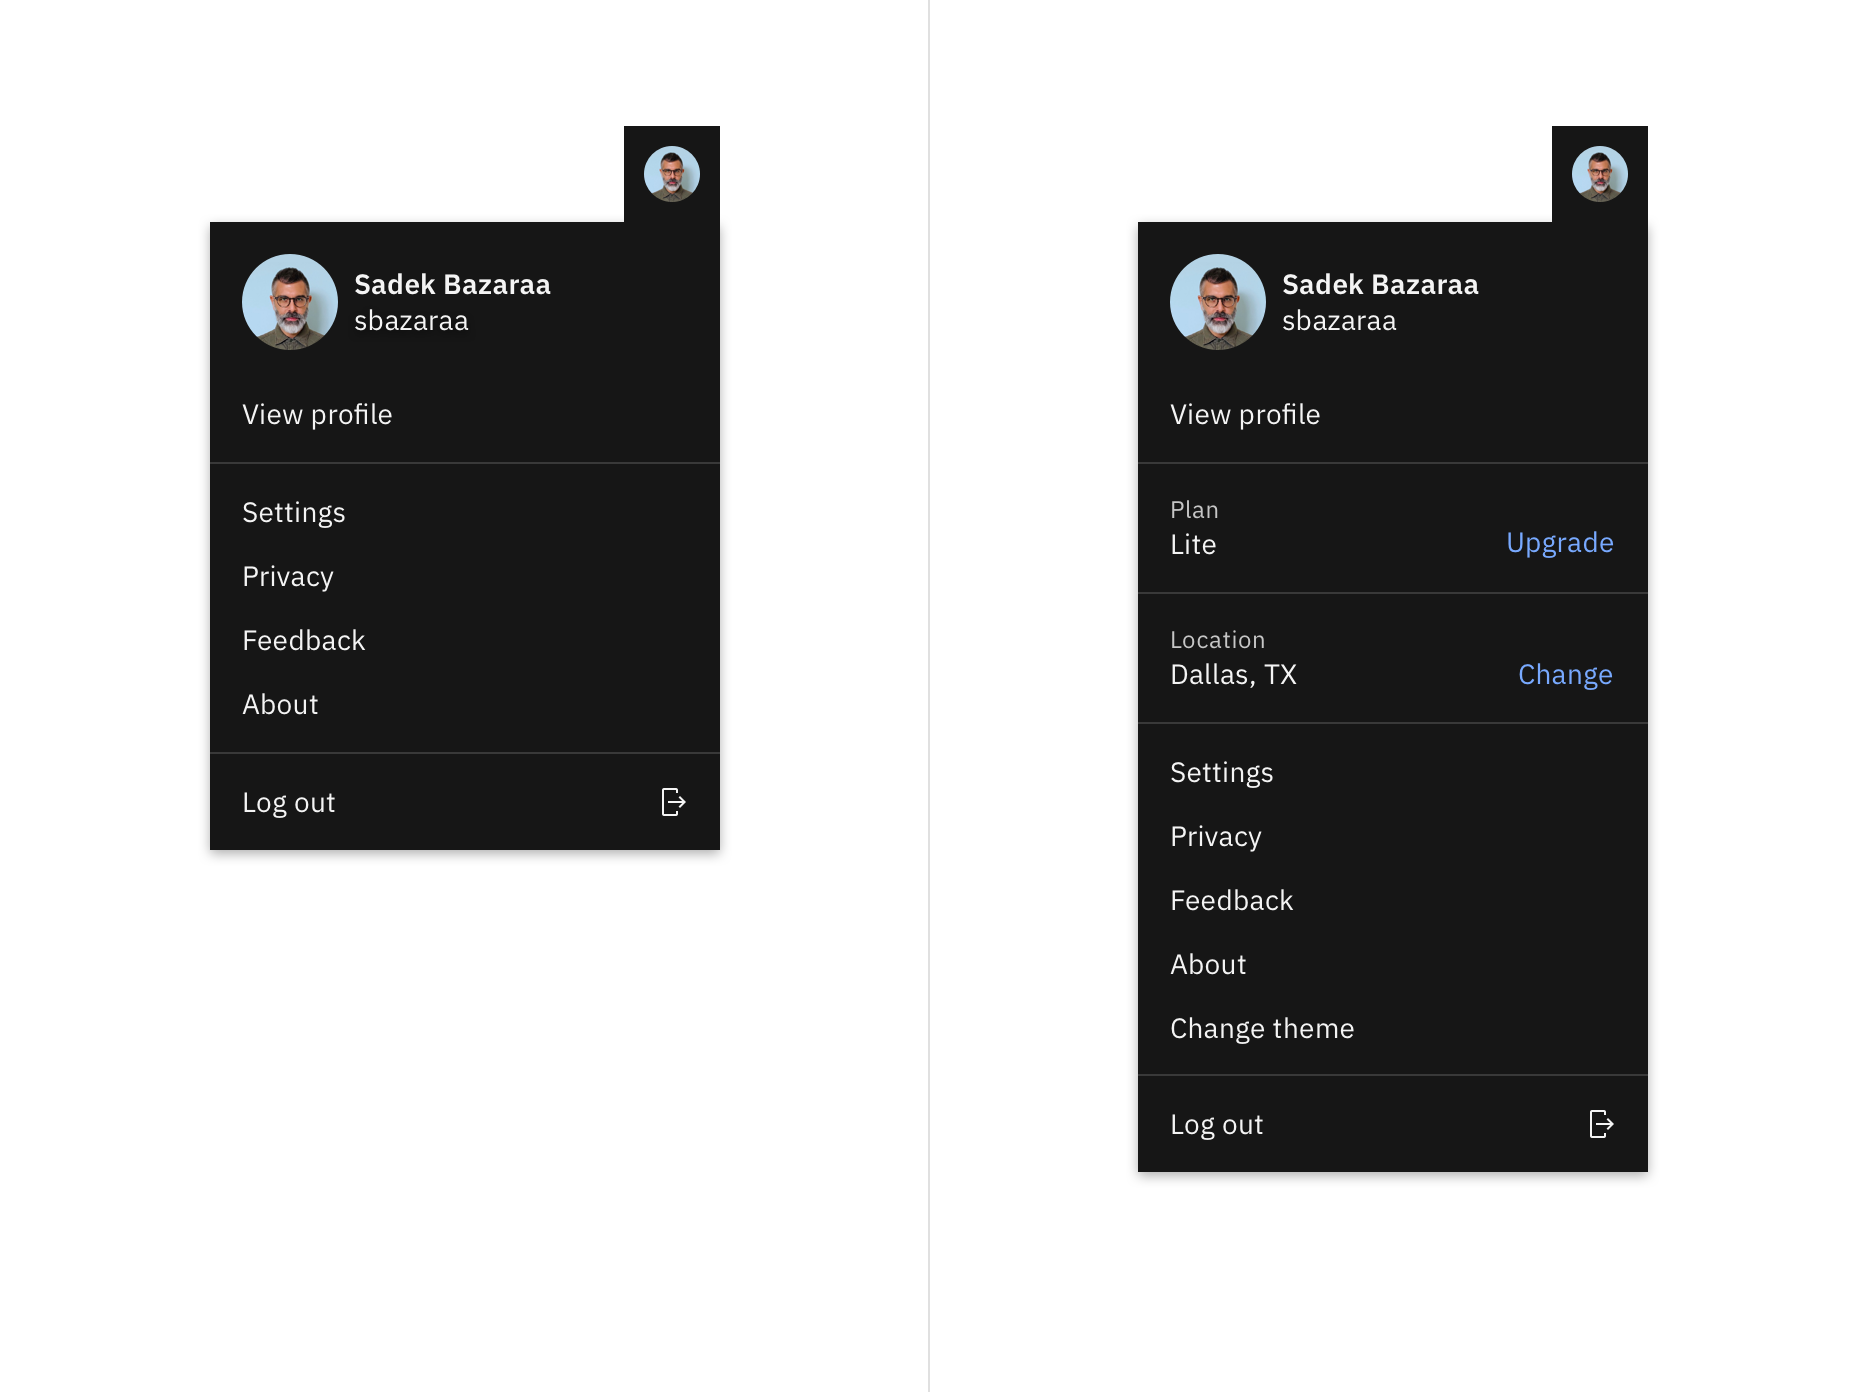 Sadek Bazaraa
sbazaraa
View profile
Settings
Privacy
Feedback
About
Log out
Sadek Bazaraa
sbazaraa
View profile
Plan
Lite
Upgrade
Location
Dallas, TX
Change
Settings
Privacy
Feedback
About
Change theme
Log out